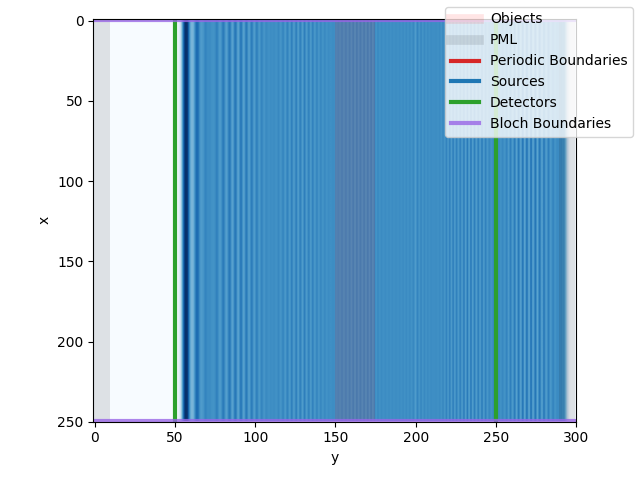 Objects
PML
Periodic Boundaries
Sources
Detectors
Bloch Boundaries
0
50
100
150
200
250
x
0
50
100
150
200
250
300
y